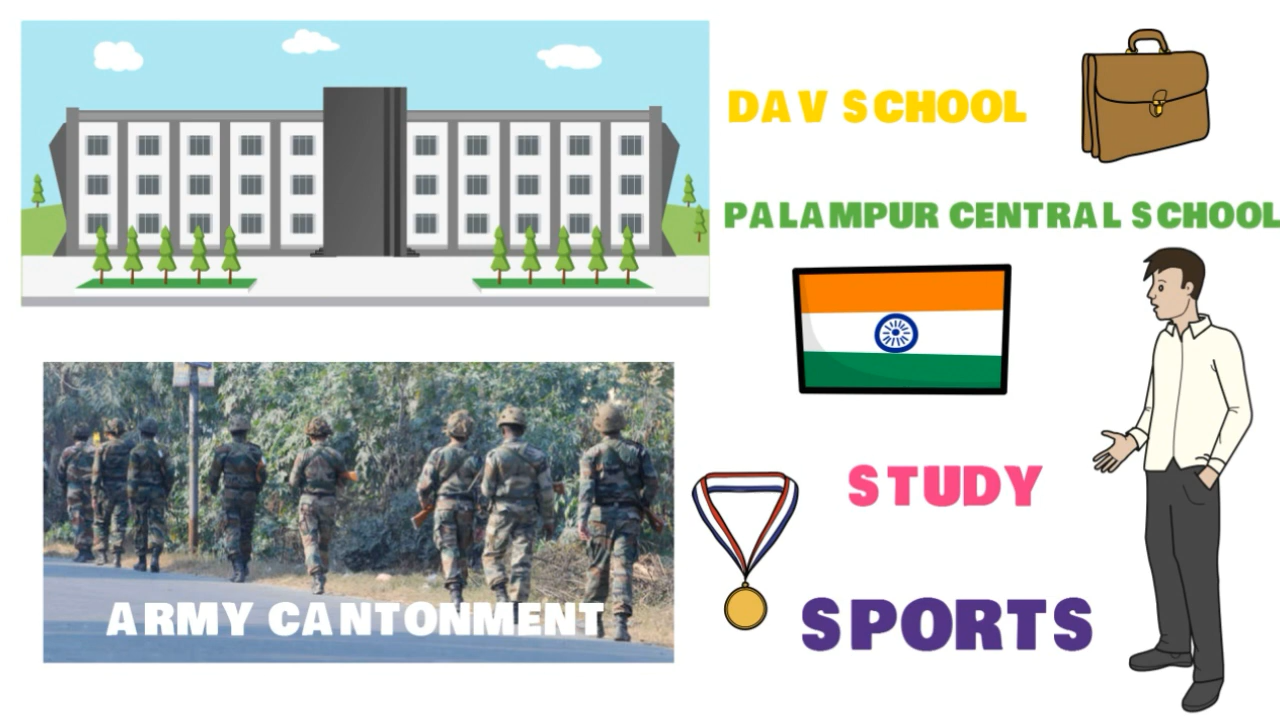 DAV SCHOOL
PALAMPUR CENTRAL SCHOOL
STUDY
SPORTS
ARMY CANTONMENT